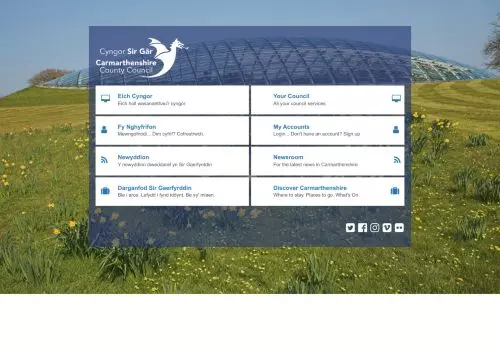 Cyngor Sir Gâr
Carmarthenshire
County Council
Eich Cyngor
Eich holl wasanaethau'r cyngor.
Your Council
All your council services
Fy Nghyfrifon
Mewngofnodi... Dim cyfri'? Cofrestrwch.
My Accounts
Login... Don't have an account? Sign up
Newyddion
Y newyddion diweddaraf yn Sir Gaerfyrddin
Newsroom
For the latest news in Carmarthenshire
Darganfod Sir Gaerfyrddin
Ble i aros. Lefydd i fynd iddynt. Be sy' mlaen.
Discover Carmarthenshire
Where to stay. Places to go. What's On.